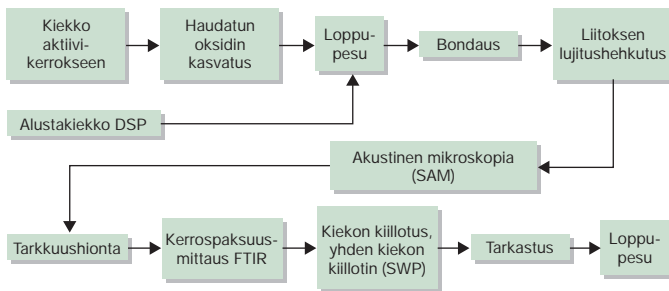 Kiekko
aktiivi-
kerrokseen
Haudatun
oksidin
kasvatus
Loppu-
pesu
Bondaus
Liitoksen
lujitushehkutus
Alustakiekko DSP
Akustinen mikroskopia
(SAM)
Tarkkuushionta
Kerrospaksuus-
mittaus FTIR
Kiekon kiillotus,
yhden kiekon
kiillotin (SWP)
Tarkastus
Loppu-
pesu